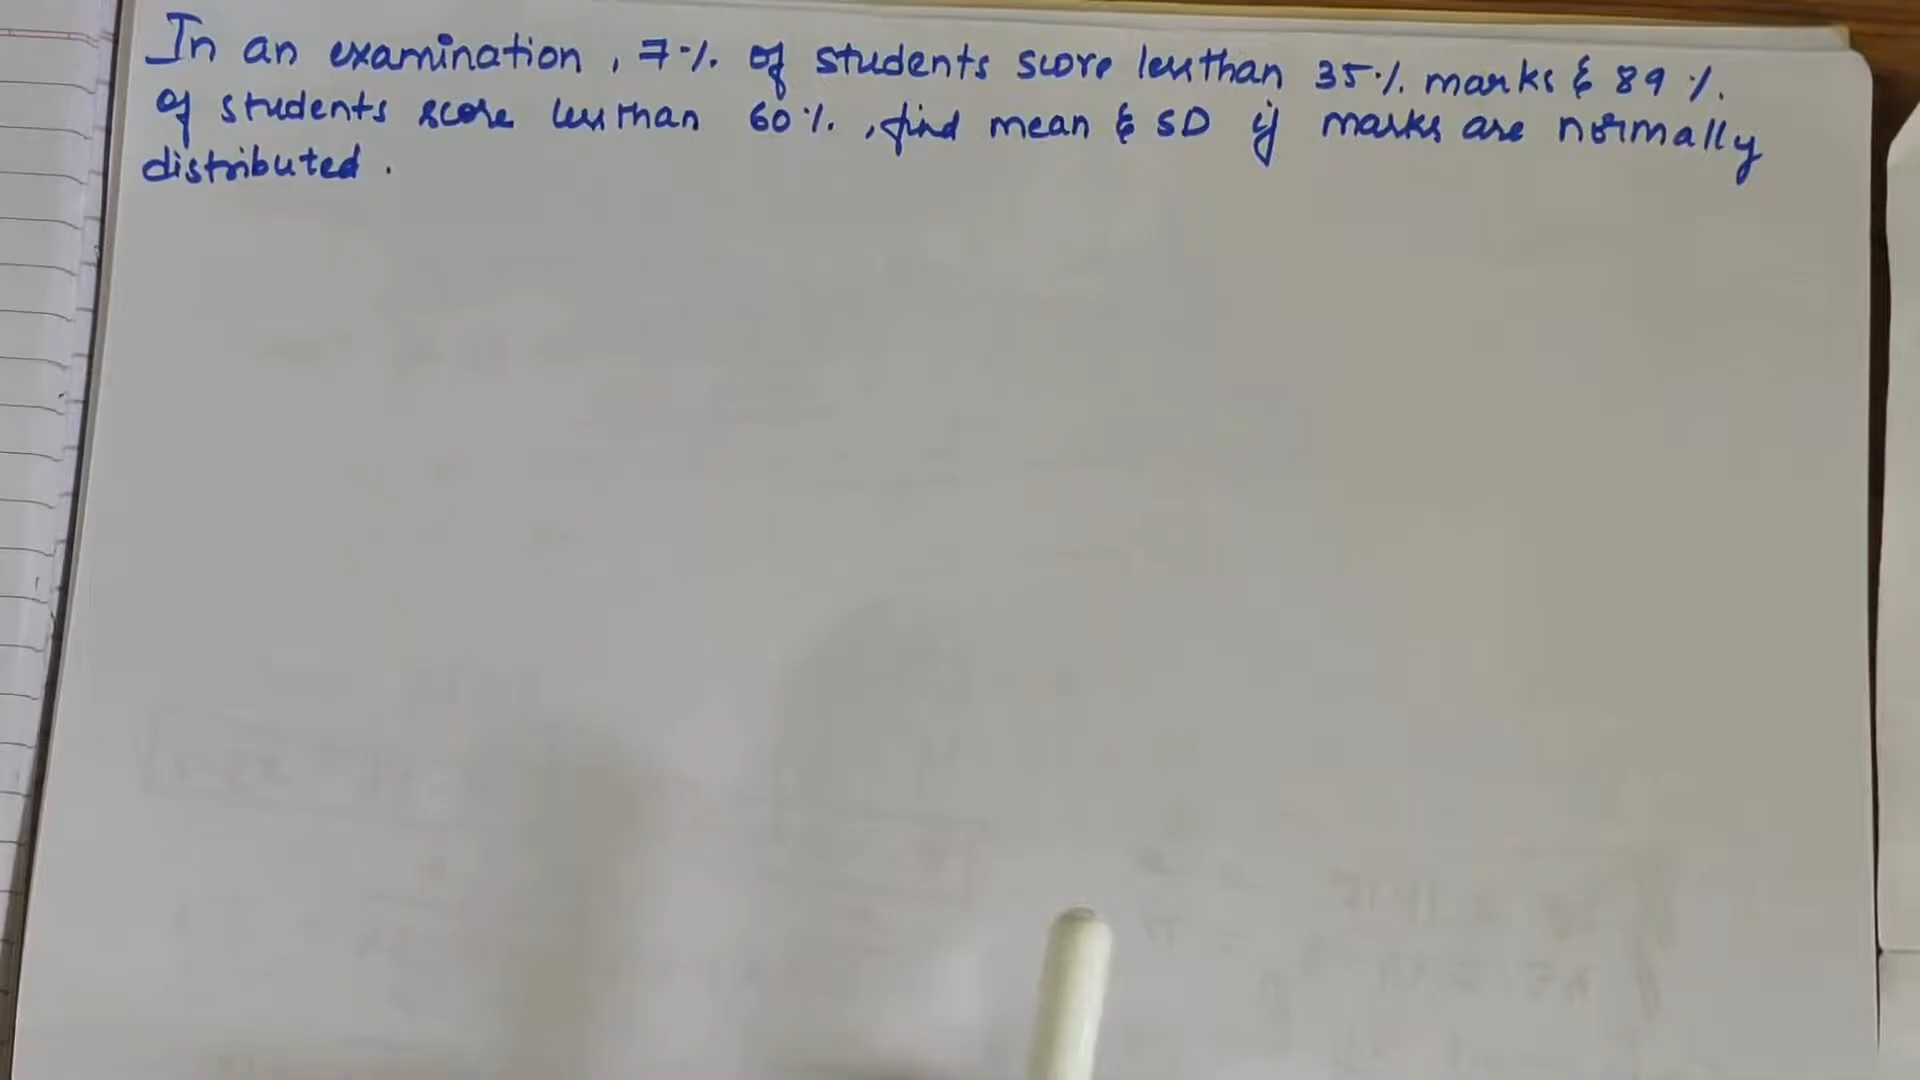 In an examination, 7% of students score less than 35% marks & 89%
of students score less than 60%, find mean & SD if marks are normally
distributed.